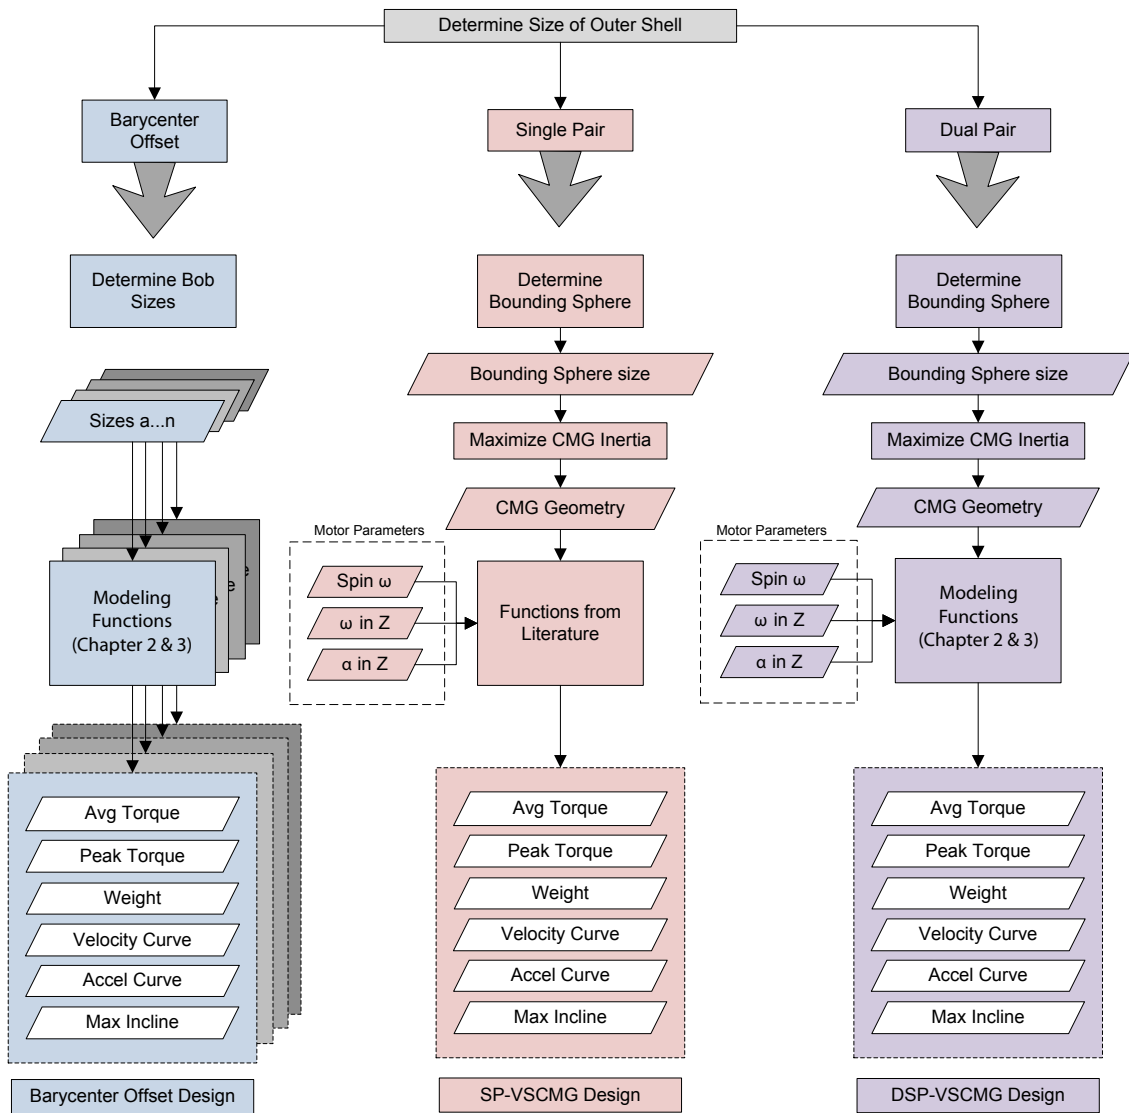 Determine Size of Outer Shell
Barycenter
Offset
Single Pair
Dual Pair
Determine Bob
Sizes
Determine
Bounding Sphere
Determine
Bounding Sphere
Bounding Sphere size
Bounding Sphere size
Sizes a...n
Maximize CMG Inertia
Maximize CMG Inertia
CMG Geometry
CMG Geometry
Motor Parameters
Spin ω
ω in Z
α in Z
Motor Parameters
Spin ω
ω in Z
α in Z
Modeling
Functions
(Chapter 2 & 3)
Functions from
Literature
Modeling
Functions
(Chapter 2 & 3)
Avg Torque
Peak Torque
Weight
Velocity Curve
Accel Curve
Max Incline
Avg Torque
Peak Torque
Weight
Velocity Curve
Accel Curve
Max Incline
Avg Torque
Peak Torque
Weight
Velocity Curve
Accel Curve
Max Incline
Barycenter Offset Design
SP-VSCMG Design
DSP-VSCMG Design